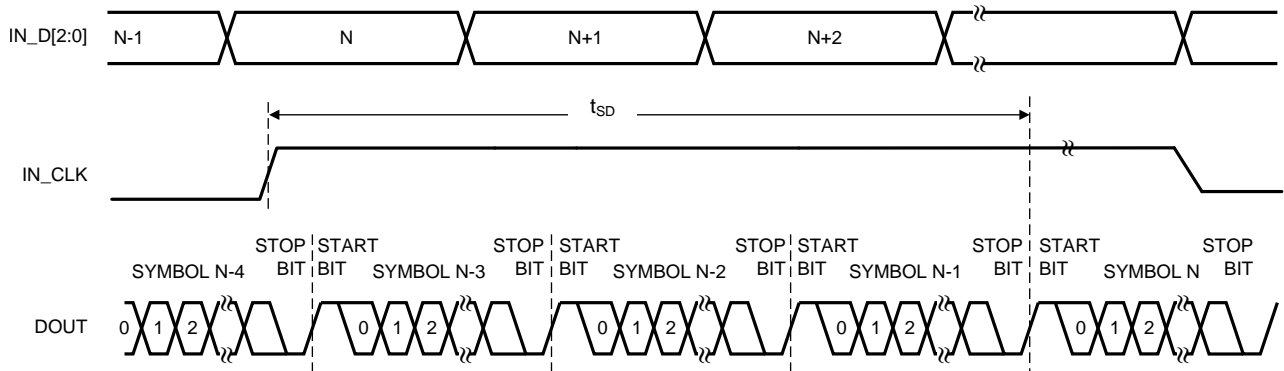 IN_D[2:0] N-1 N N+1 N+2
tSD
IN_CLK
STOP START STOP START STOP START STOP START STOP
BIT BIT BIT BIT BIT BIT BIT BIT BIT
SYMBOL N-4 SYMBOL N-3 SYMBOL N-2 SYMBOL N-1 SYMBOL N
DOUT 0 1 2 0 1 2 0 1 2 0 1 2 0 1 2